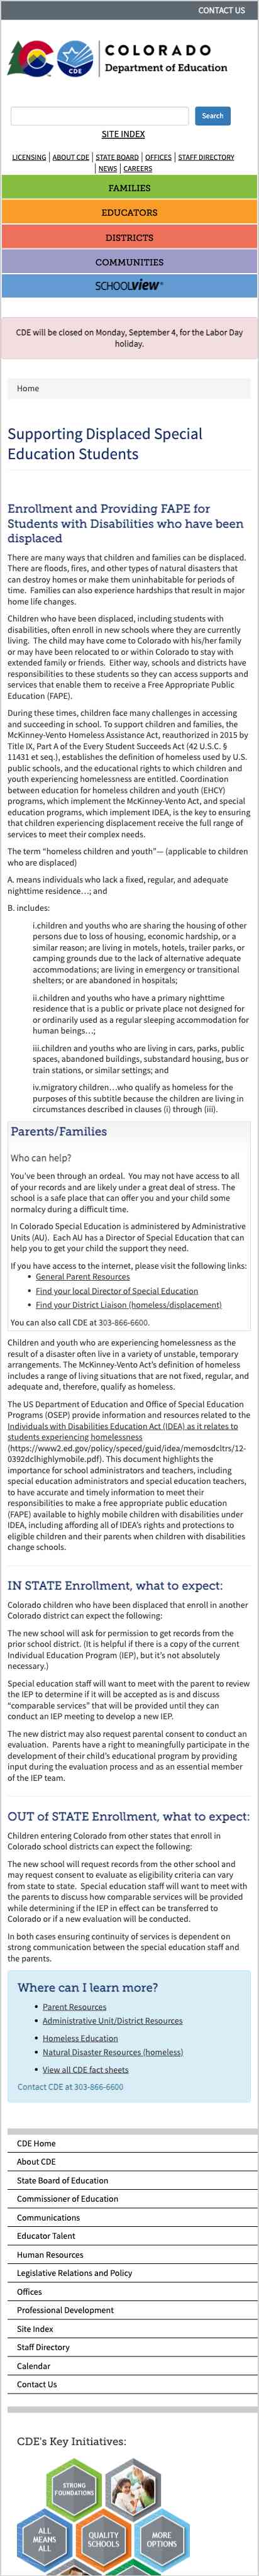 CONTACT US
COLORADO
CDE
Department of Education
Search
SITE INDEX
LICENSING | ABOUT CDE | STATE BOARD | OFFICES | STAFF DIRECTORY
| NEWS | CAREERS
FAMILIES
EDUCATORS
DISTRICTS
COMMUNITIES
SCHOOLVIEW®
CDE will be closed on Monday, September 4, for the Labor Day
holiday.
Home
Supporting Displaced Special
Education Students
Enrollment and Providing FAPE for
Students with Disabilities who have been
displaced
There are many ways that children and families can be displaced.
There are floods, fires, and other types of natural disasters that
can destroy homes or make them uninhabitable for periods of
time. Families can also experience hardships that result in major
home life changes.
Children who have been displaced, including students with
disabilities, often enroll in new schools where they are currently
living. The child may have come to Colorado with his/her family
or may have been relocated to or within Colorado to stay with
extended family or friends. Either way, schools and districts have
responsibilities to these students so they can access supports and
services that enable them to receive a Free Appropriate Public
Education (FAPE).
During these times, children face many challenges in accessing
and succeeding in school. To support children and families, the
McKinney-Vento Homeless Assistance Act, reauthorized in 2015 by
Title IX, Part A of the Every Student Succeeds Act (42 U.S.C. §
11431 et seq.), establishes the definition of homeless used by U.S.
public schools, and the educational rights to which children and
youth experiencing homelessness are entitled. Coordination
between education for homeless children and youth (EHCY)
programs, which implement the McKinney-Vento Act, and special
education programs, which implement IDEA, is the key to ensuring
that children experiencing displacement receive the full range of
services to meet their complex needs.
The term "homeless children and youth"— (applicable to children
who are displaced)
A. means individuals who lack a fixed, regular, and adequate
nighttime residence…; and
B. includes:
i.children and youths who are sharing the housing of other
persons due to loss of housing, economic hardship, or a
similar reason; are living in motels, hotels, trailer parks, or
camping grounds due to the lack of alternative adequate
accommodations; are living in emergency or transitional
shelters; or are abandoned in hospitals;
ii.children and youths who have a primary nighttime
residence that is a public or private place not designed for
or ordinarily used as a regular sleeping accommodation for
human beings…;
iii.children and youths who are living in cars, parks, public
spaces, abandoned buildings, substandard housing, bus or
train stations, or similar settings; and
iv.migratory children…who qualify as homeless for the
purposes of this subtitle because the children are living in
circumstances described in clauses (i) through (iii).
Parents/Families
Who can help?
You've been through an ordeal. You may not have access to all
of your records and are likely under a great deal of stress. The
school is a safe place that can offer you and your child some
normalcy during a difficult time.
In Colorado Special Education is administered by Administrative
Units (AU). Each AU has a Director of Special Education that can
help you to get your child the support they need.
If you have access to the internet, please visit the following links:
• General Parent Resources
• Find your local Director of Special Education
• Find your District Liaison (homeless/displacement)
You can also call CDE at 303-866-6600.
Children and youth who are experiencing homelessness as the
result of a disaster often live in a variety of unstable, temporary
arrangements. The McKinney-Vento Act's definition of homeless
includes a range of living situations that are not fixed, regular, and
adequate and, therefore, qualify as homeless.
The US Department of Education and Office of Special Education
Programs (OSEP) provide information and resources related to the
Individuals with Disabilities Education Act (IDEA) as it relates to
students experiencing homelessness
(https://www2.ed.gov/policy/speced/guid/idea/memosdcltrs/12-
0392dclhighlymobile.pdf). This document highlights the
importance for school administrators and teachers, including
special education administrators and special education teachers,
to have accurate and timely information to meet their
responsibilities to make a free appropriate public education
(FAPE) available to highly mobile children with disabilities under
IDEA, including affording all of IDEA's rights and protections to
eligible children and their parents when children with disabilities
change schools.
IN STATE Enrollment, what to expect:
Colorado children who have been displaced that enroll in another
Colorado district can expect the following:
The new school will ask for permission to get records from the
prior school district. (It is helpful if there is a copy of the current
Individual Education Program (IEP), but it's not absolutely
necessary.)
Special education staff will want to meet with the parent to review
the IEP to determine if it will be accepted as is and discuss
"comparable services" that will be provided until they can
conduct an IEP meeting to develop a new IEP.
The new district may also request parental consent to conduct an
evaluation. Parents have a right to meaningfully participate in the
development of their child's educational program by providing
input during the evaluation process and as an essential member
of the IEP team.
OUT of STATE Enrollment, what to expect:
Children entering Colorado from other states that enroll in
Colorado school districts can expect the following:
The new school will request records from the other school and
may request consent to evaluate as eligibility criteria can vary
from state to state. Special education staff will want to meet with
the parents to discuss how comparable services will be provided
while determining if the IEP in effect can be transferred to
Colorado or if a new evaluation will be conducted.
In both cases ensuring continuity of services is dependent on
strong communication between the special education staff and
the parents.
Where can I learn more?
• Parent Resources
• Administrative Unit/District Resources
• Homeless Education
• Natural Disaster Resources (homeless)
• View all CDE fact sheets
Contact CDE at 303-866-6600
CDE Home
About CDE
State Board of Education
Commissioner of Education
Communications
Educator Talent
Human Resources
Legislative Relations and Policy
Offices
Professional Development
Site Index
Staff Directory
Calendar
Contact Us
CDE's Key Initiatives:
STRONG
FOUNDATIONS
ALL
MEANS
ALL
QUALITY
SCHOOLS
MORE
OPTIONS